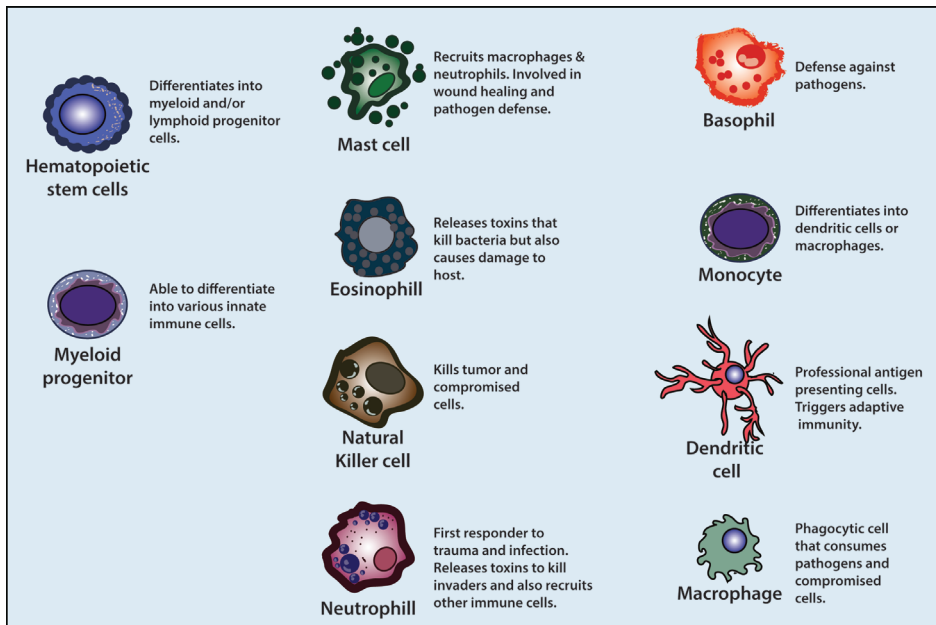 Differentiates into
myeloid and/or
lymphoid progenitor
cells.
Hematopoietic
stem cells
Able to differentiate
into various innate
immune cells.
Myeloid
progenitor
Recruits macrophages &
neutrophils. Involved in
wound healing and
pathogen defense.
Mast cell
Releases toxins that
kill bacteria but also
causes damage to
host.
Eosinophill
Kills tumor and
compromised
cells.
Natural
Killer cell
First responder to
trauma and infection.
Releases toxins to kill
invaders and also recruits
other immune cells.
Neutrophill
Defense against
pathogens.
Basophil
Differentiates into
dendritic cells or
macrophages.
Monocyte
Professional antigen
presenting cells.
Triggers adaptive
immunity.
Dendritic
cell
Phagocytic cell
that consumes
pathogens and
compromised
cells.
Macrophage